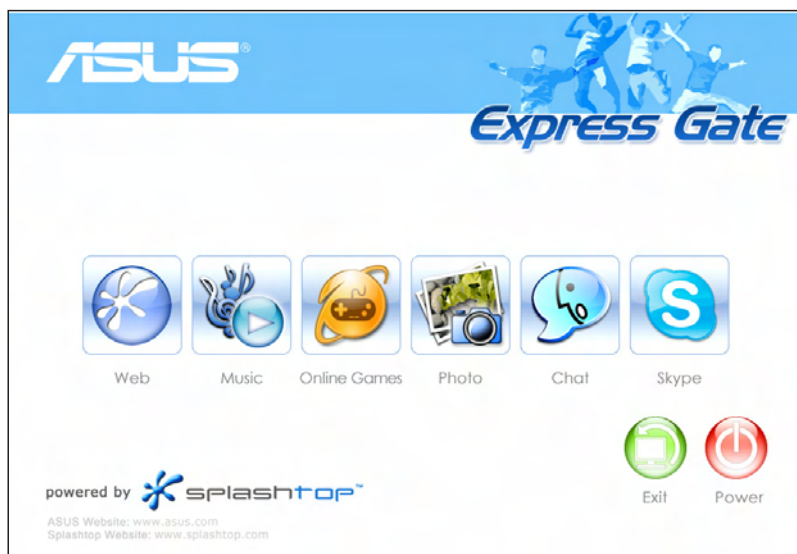 ASUS®
Express Gate
Web Music Online Games Photo Chat Skype
Exit Power
powered by splashtop™
ASUS Website: www.asus.com
Splashtop Website: www.splashtop.com